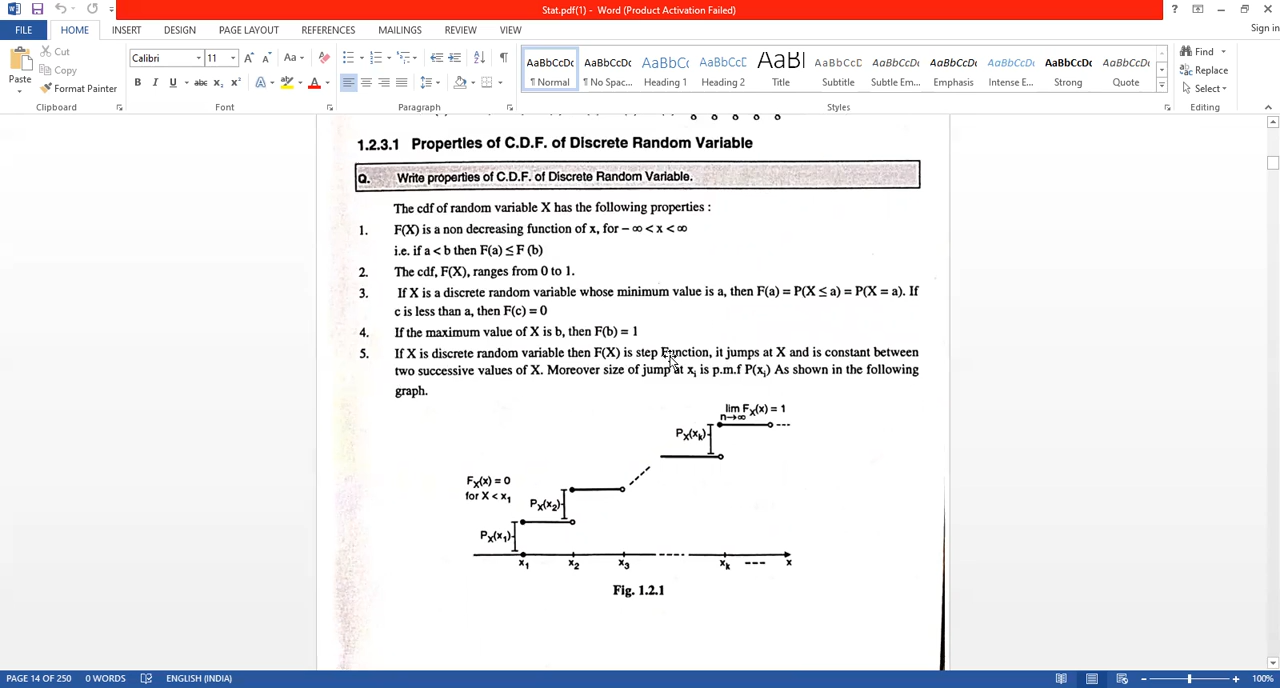 Stat.pdf(1) - Word (Product Activation Failed)
FILE HOME INSERT DESIGN PAGE LAYOUT REFERENCES MAILINGS REVIEW VIEW Sign in
Paste Cut Copy Format Painter
Calibri 11 Aa
B I U abc x₂ x² A A
AaBbCcDc AaBbCcDc AaBbC AaBbCc AaBl AaBbCcD AaBbCcDc AaBbCcDc AaBbCcDc AaBbCcDc AaBbCcDc
¶ Normal ¶ No Spac... Heading 1 Heading 2 Title Subtitle Subtle Em... Emphasis Intense E... Strong Quote
Find Replace Select
Clipboard Font Paragraph Styles Editing
1.2.3.1 Properties of C.D.F. of Discrete Random Variable
Q. Write properties of C.D.F. of Discrete Random Variable.
The cdf of random variable X has the following properties :
1. F(X) is a non decreasing function of x, for – ∞ < x < ∞
i.e. if a < b then F(a) ≤ F (b)
2. The cdf, F(X), ranges from 0 to 1.
3. If X is a discrete random variable whose minimum value is a, then F(a) = P(X ≤ a) = P(X = a). If
c is less than a, then F(c) = 0
4. If the maximum value of X is b, then F(b) = 1
5. If X is discrete random variable then F(X) is step Function, it jumps at X and is constant between
two successive values of X. Moreover size of jump at xᵢ is p.m.f P(xᵢ) As shown in the following
graph.
lim Fₓ(x) = 1
n→∞
Pₓ(xₖ)
Fₓ(x) = 0
for X < x₁
Pₓ(x₂)
Pₓ(x₁)
x₁ x₂ x₃ xₖ x
Fig. 1.2.1
PAGE 14 OF 250 0 WORDS ENGLISH (INDIA) 100%